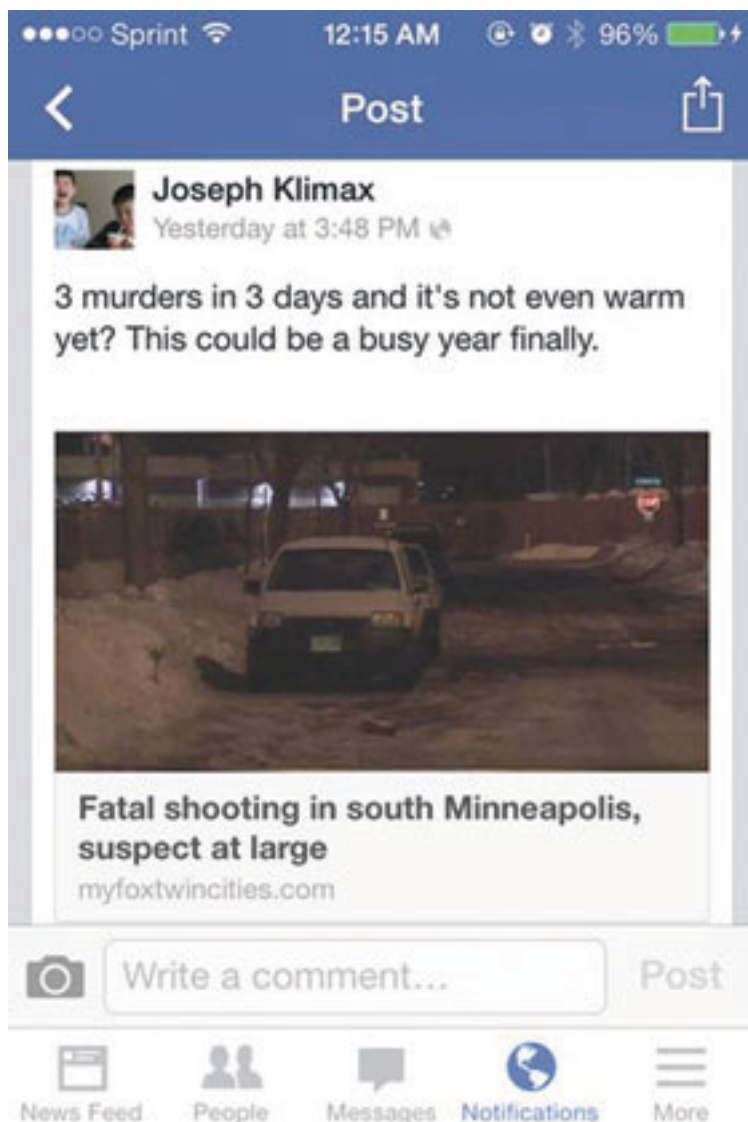 Sprint 12:15 AM 96%
Post
Joseph Klimax
Yesterday at 3:48 PM
3 murders in 3 days and it's not even warm
yet? This could be a busy year finally.
Fatal shooting in south Minneapolis,
suspect at large
myfoxtwincities.com
Write a comment... Post
News Feed People Messages Notifications More